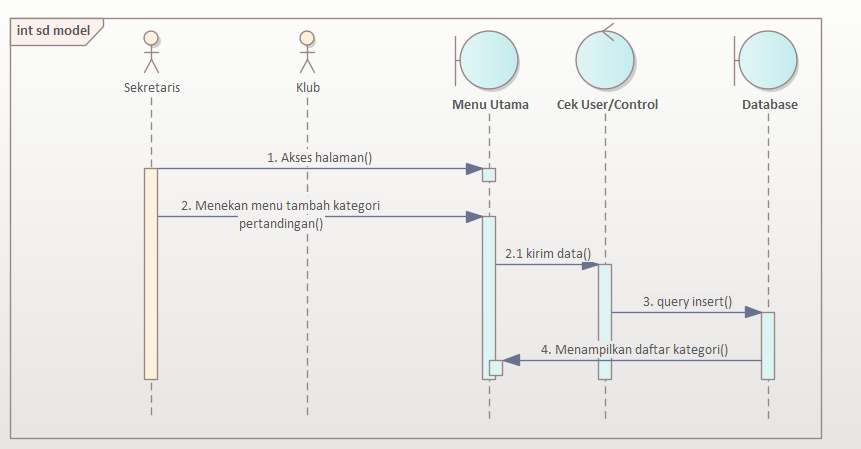 int sd model
Sekretaris
Klub
Menu Utama
Cek User/Control
Database
1. Akses halaman()
2. Menekan menu tambah kategori
pertandingan()
2.1 kirim data()
3. query insert()
4. Menampilkan daftar kategori()